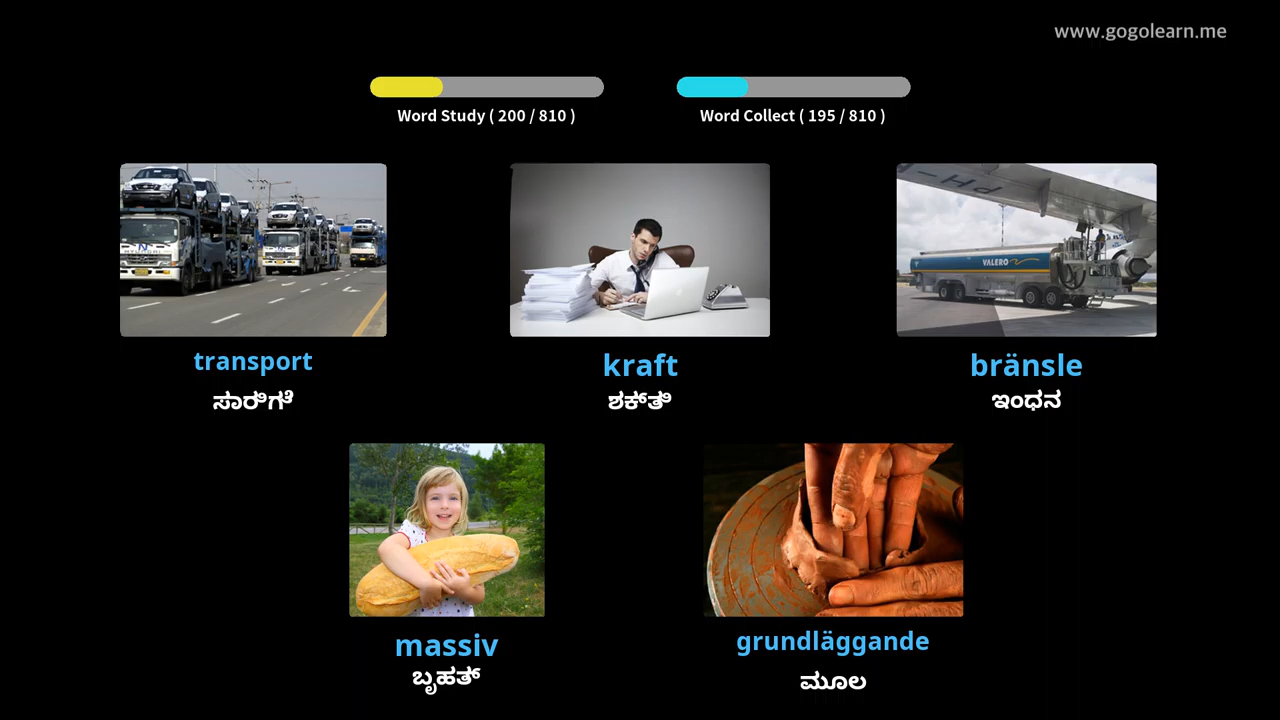 www.gogolearn.me
Word Study ( 200 / 810 )
Word Collect ( 195 / 810 )
VALERO
transport
kraft
bränsle
ಸಾರಿಗೆ
ಶಕ್ತಿ
ಇಂಧನ
massiv
grundläggande
ಬೃಹತ್
ಮೂಲ